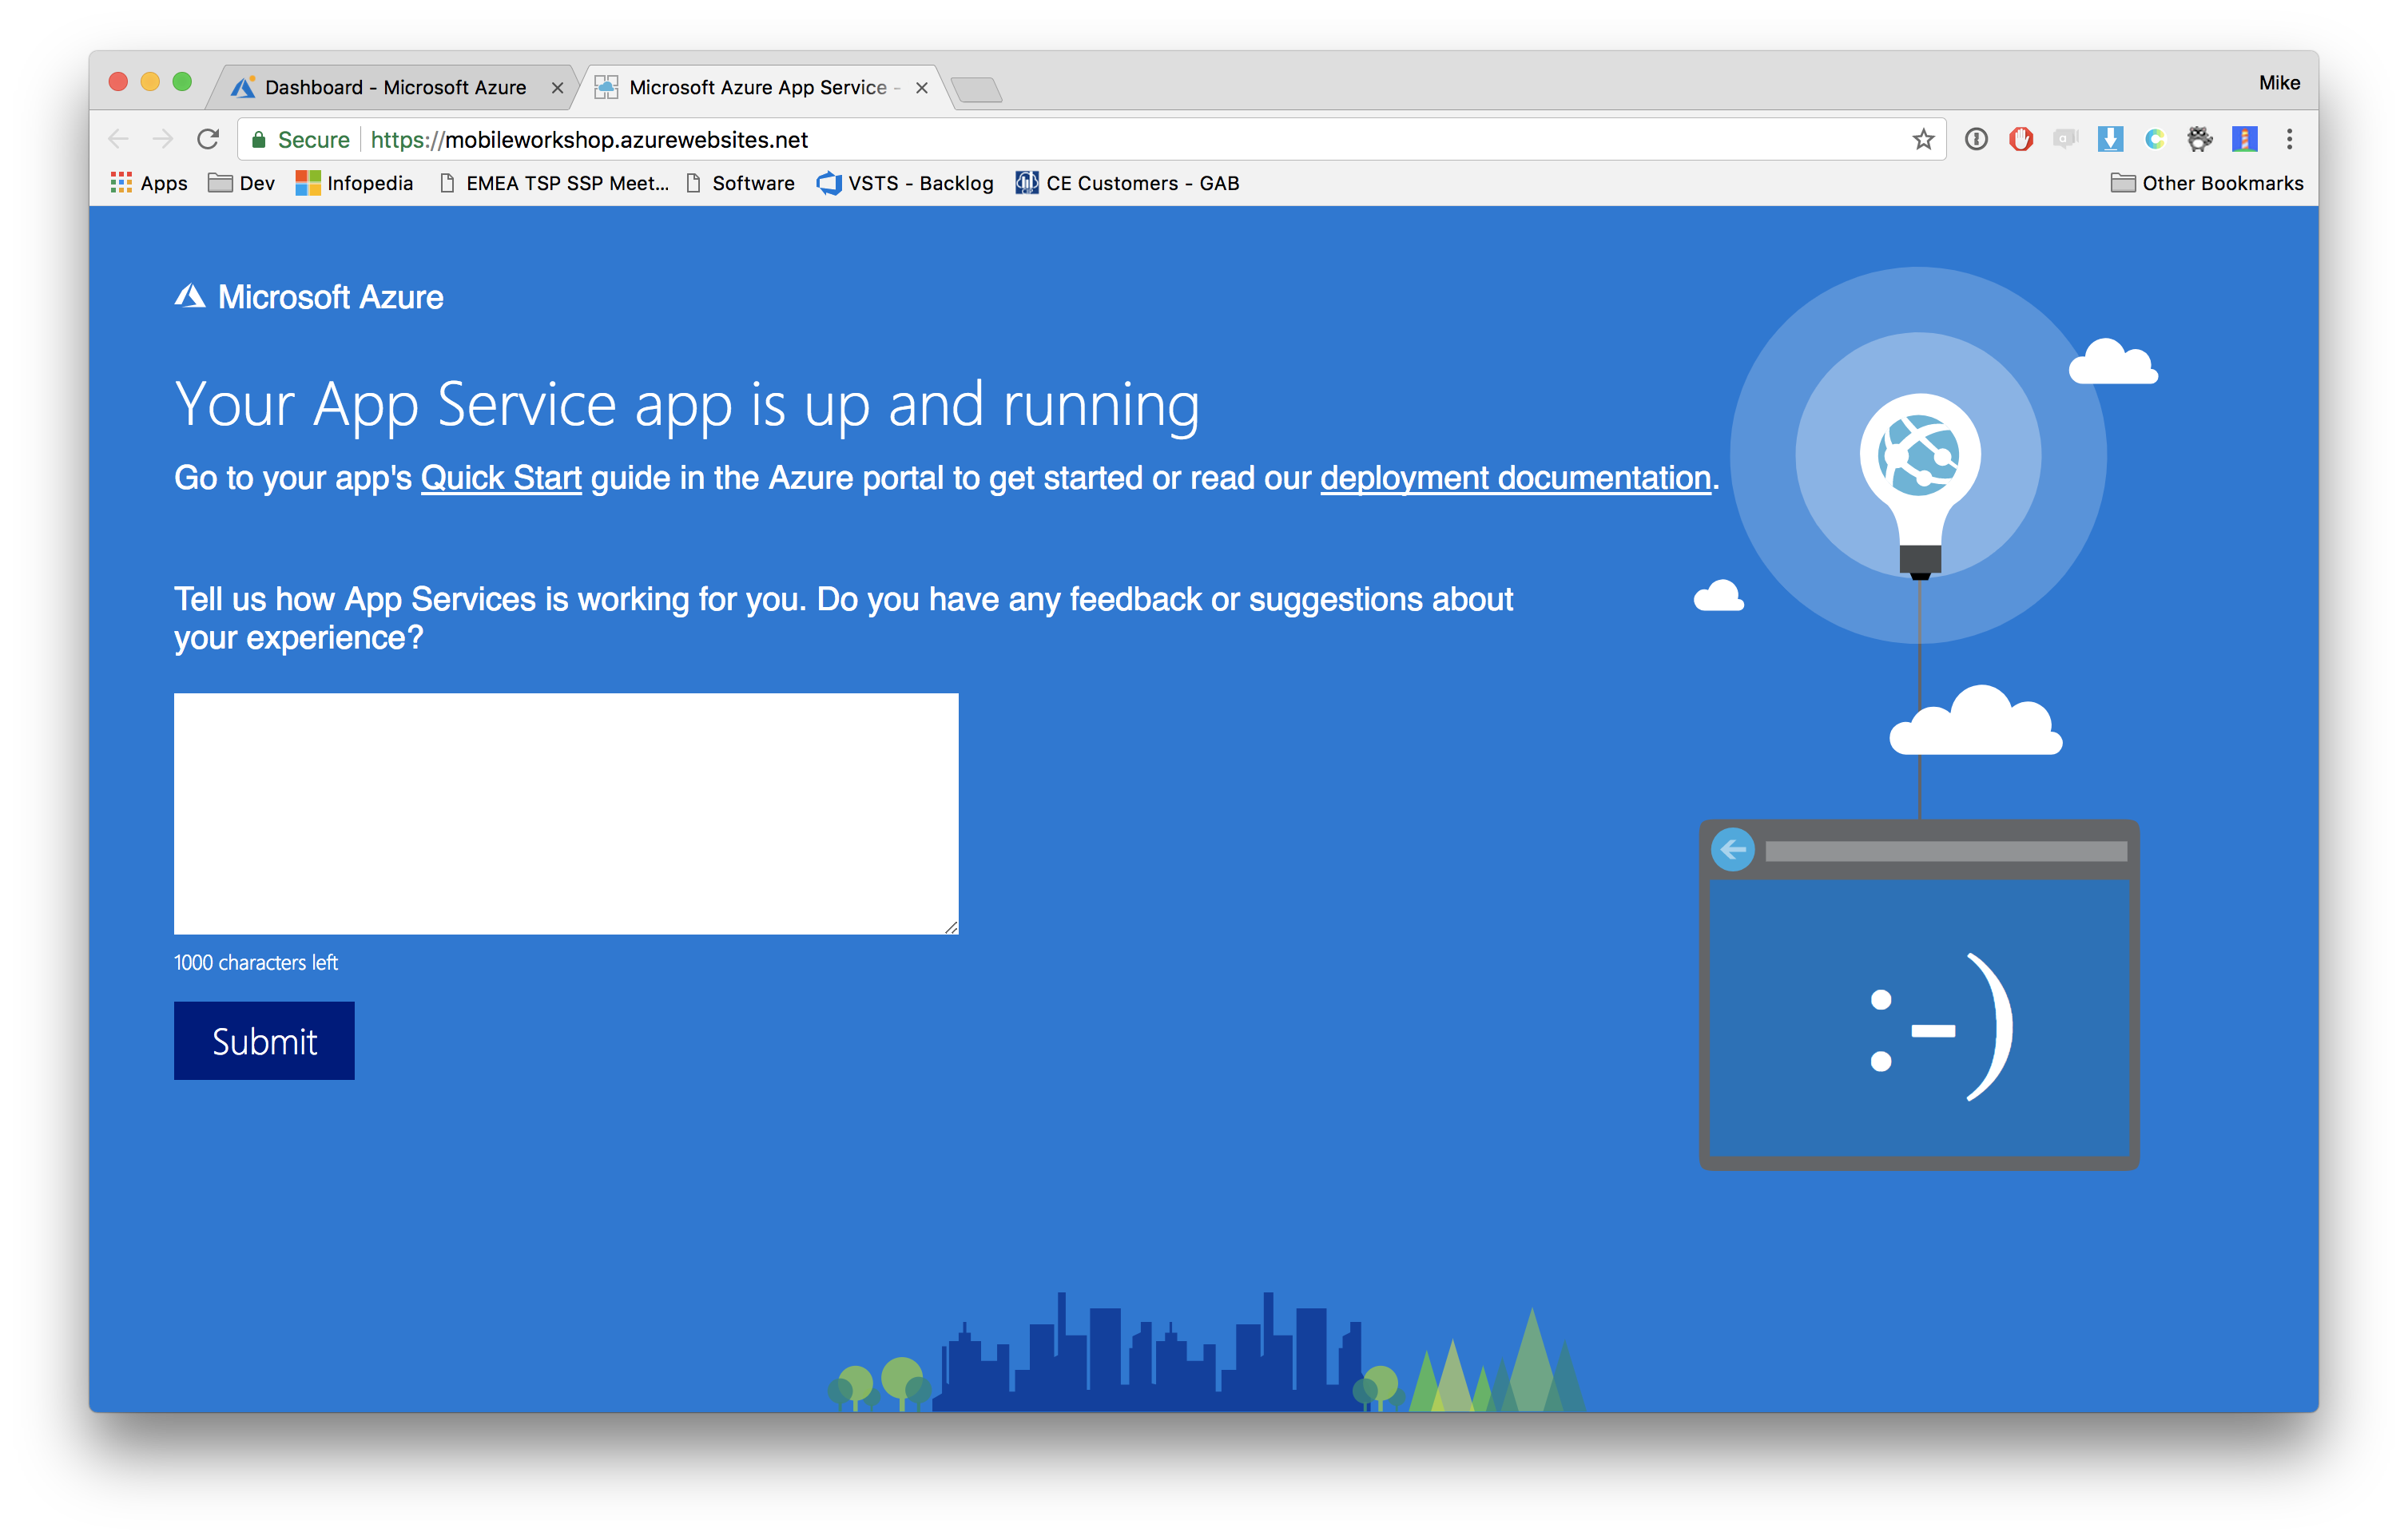 Dashboard - Microsoft Azure
Microsoft Azure App Service -
Mike
Secure https://mobileworkshop.azurewebsites.net
Apps Dev Infopedia EMEA TSP SSP Meet... Software VSTS - Backlog CE Customers - GAB Other Bookmarks
Microsoft Azure
Your App Service app is up and running
Go to your app's Quick Start guide in the Azure portal to get started or read our deployment documentation.
Tell us how App Services is working for you. Do you have any feedback or suggestions about
your experience?
1000 characters left
Submit
:-)